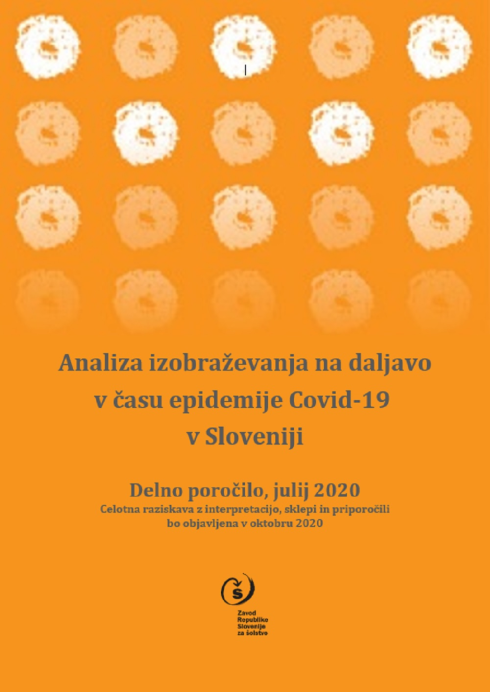 Analiza izobraževanja na daljavo
v času epidemije Covid-19
v Sloveniji
Delno poročilo, julij 2020
Celotna raziskava z interpretacijo, sklepi in priporočili
bo objavljena v oktobru 2020
š
Zavod
Republike
Slovenije
za šolstvo